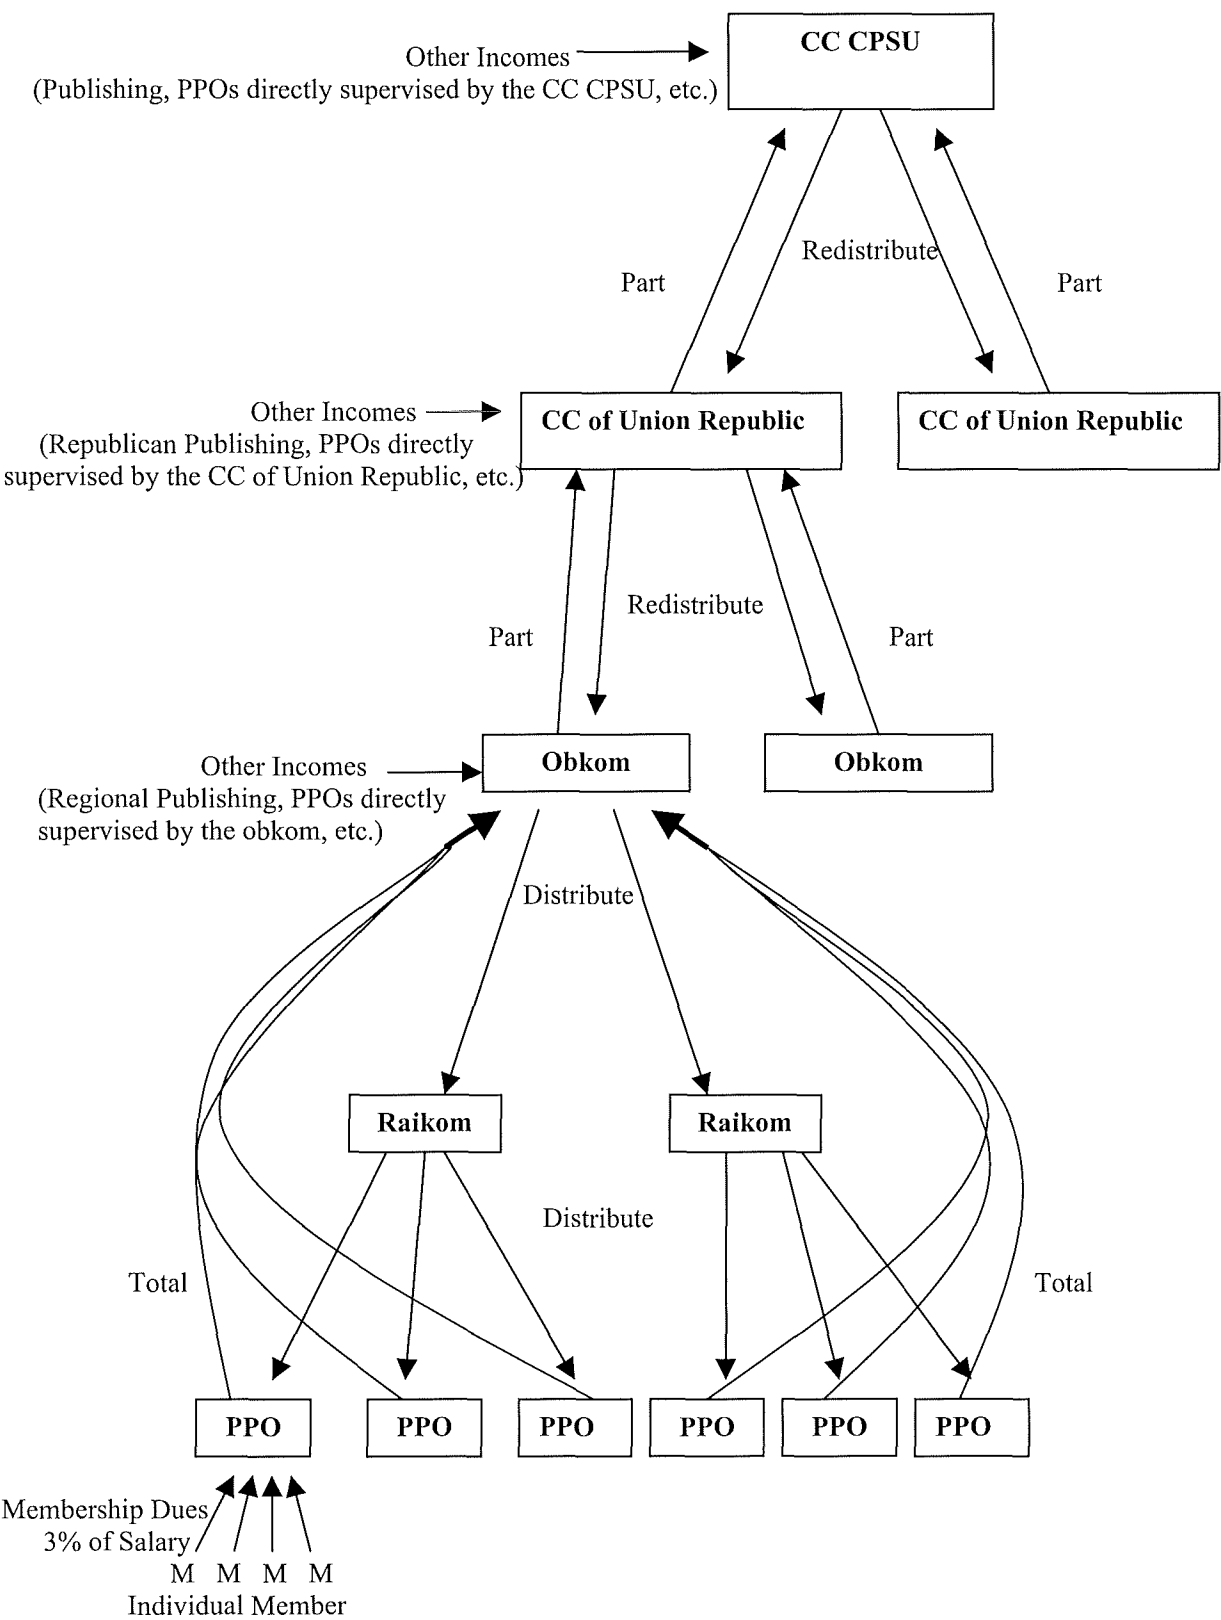 CC CPSU
Other Incomes
(Publishing, PPOs directly supervised by the CC CPSU, etc.)
Redistribute
Part
Part
Other Incomes
(Republican Publishing, PPOs directly
supervised by the CC of Union Republic, etc.)
CC of Union Republic
CC of Union Republic
Redistribute
Part
Part
Other Incomes
(Regional Publishing, PPOs directly
supervised by the obkom, etc.)
Obkom
Obkom
Distribute
Raikom
Raikom
Distribute
Total
Total
PPO
PPO
PPO
PPO
PPO
PPO
Membership Dues
3% of Salary
M M M M
Individual Member